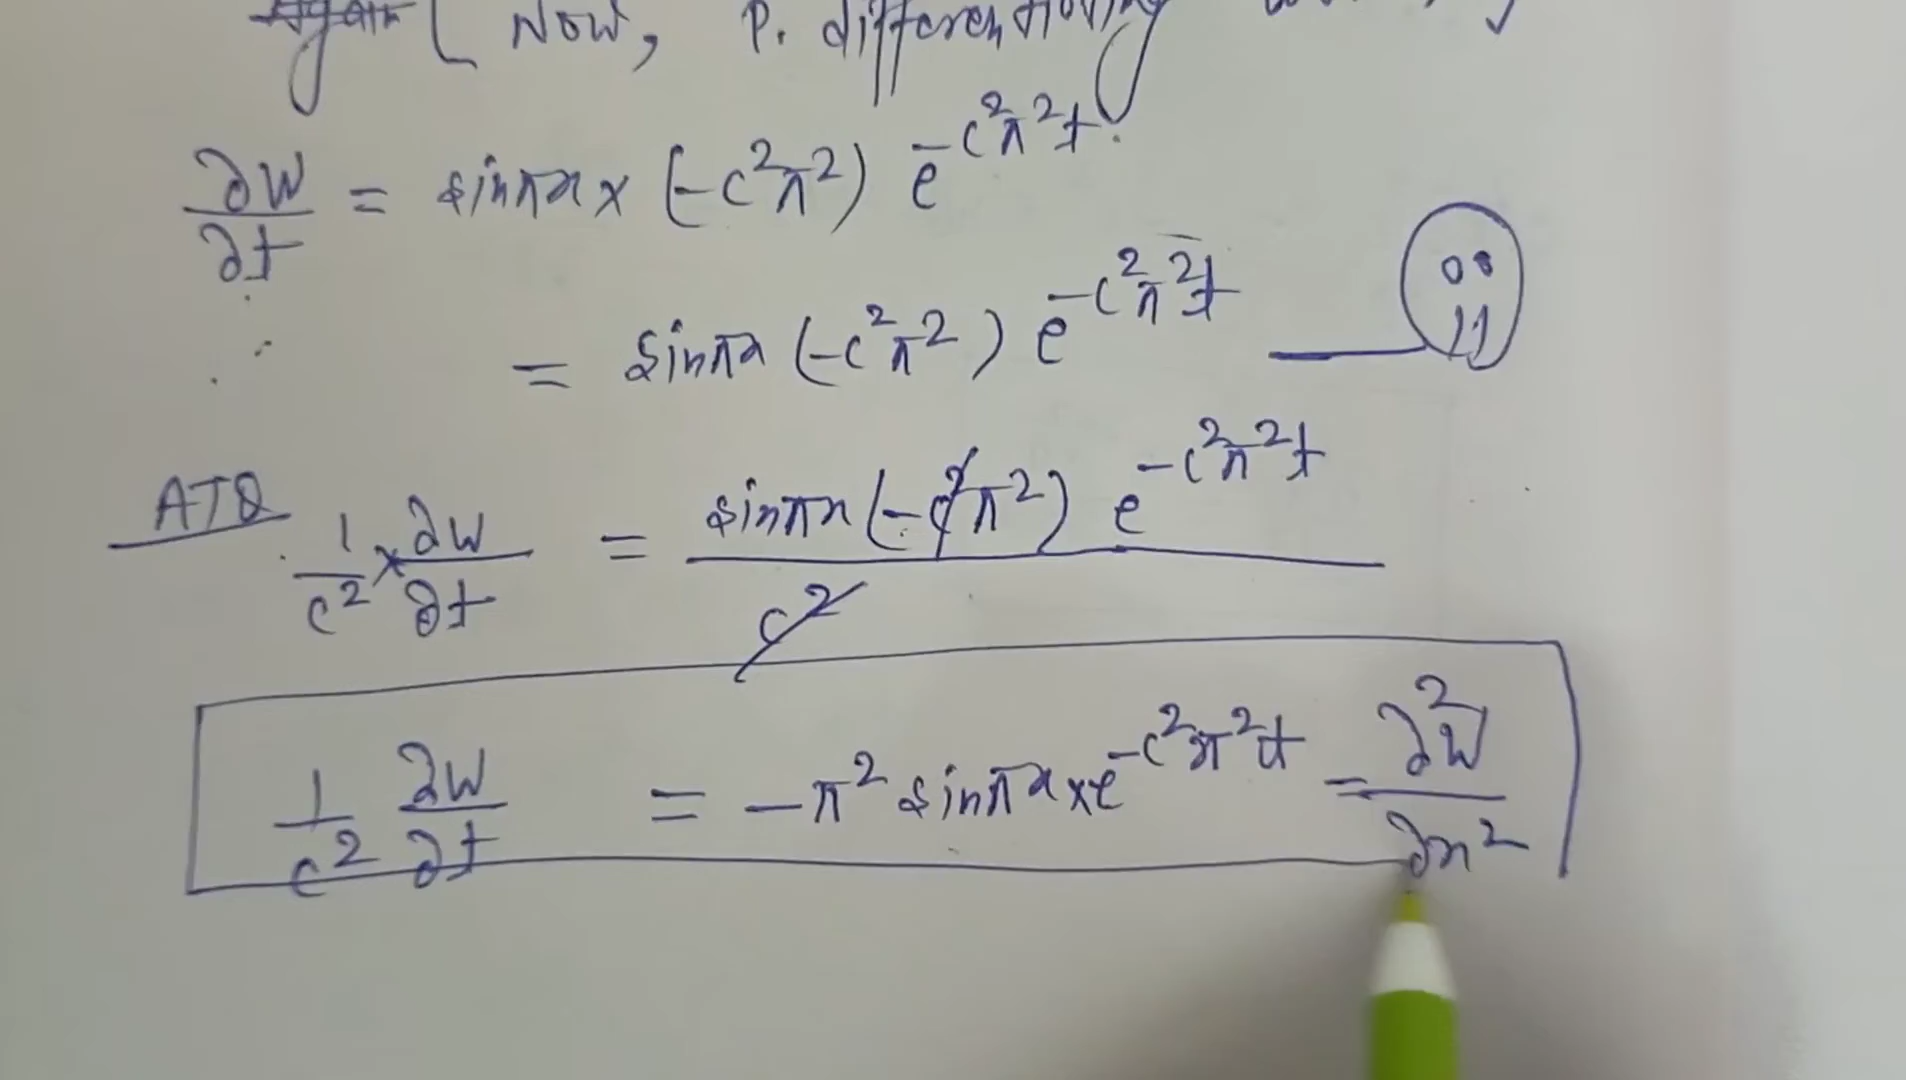 Again Now, P. differentiating
∂w/∂t = sinπx × (-c²π²) e^-c²π²t
= sinπx (-c²π²) e^-c²π²t
ATQ 1/c² × ∂w/∂t = sinπx (-c²π²) e^-c²π²t / c²
1/c² ∂w/∂t = -π² sinπx × e^-c²π²t = ∂²w/∂x²